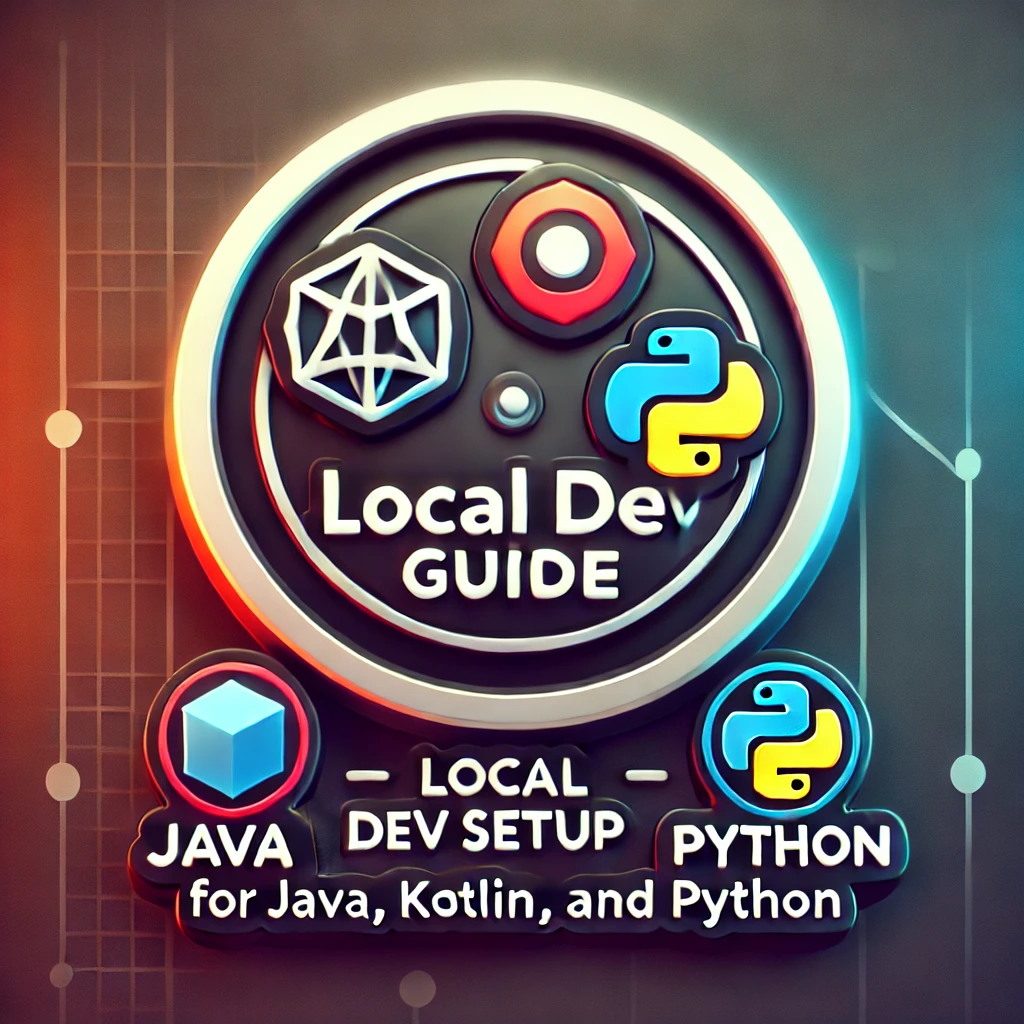 Local Dev
GUIDE
LOCAL
DEV SETUP
JAVA
PYTHON
for Java, Kotlin, and Python